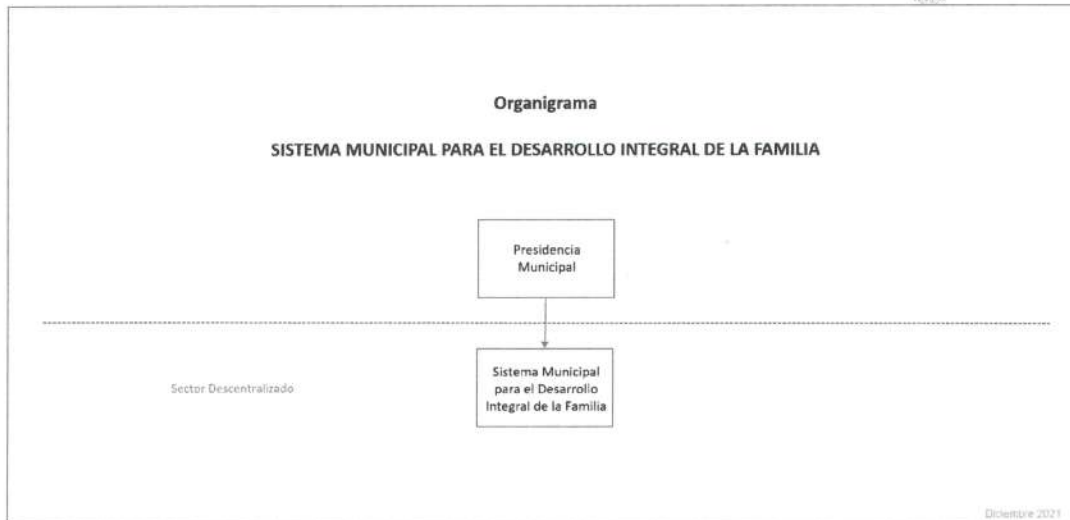 Organigrama
SISTEMA MUNICIPAL PARA EL DESARROLLO INTEGRAL DE LA FAMILIA
Presidencia
Municipal
Sector Descentralizado
Sistema Municipal
para el Desarrollo
Integral de la Familia
Diciembre 2021